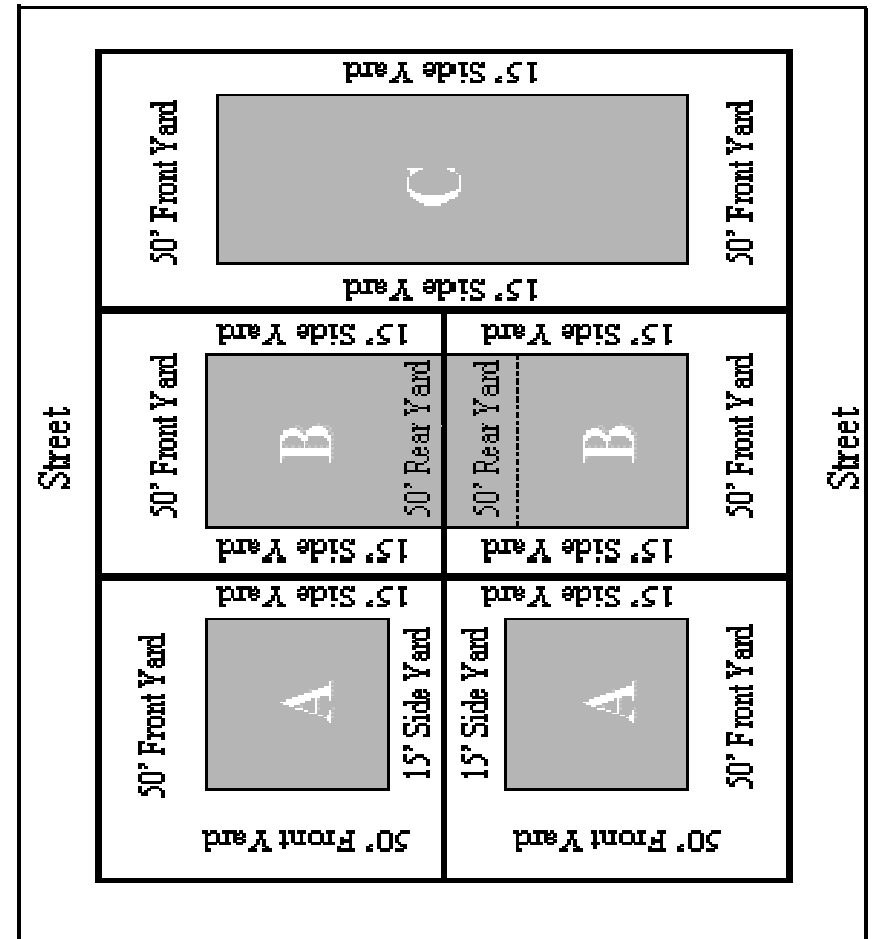 15' Side Yard
50' Front Yard
C
50' Front Yard
15' Side Yard
15' Side Yard
15' Side Yard
Street
50' Front Yard
B
50' Rear Yard
50' Rear Yard
B
50' Front Yard
Street
15' Side Yard
15' Side Yard
15' Side Yard
15' Side Yard
50' Front Yard
A
15' Side Yard
15' Side Yard
A
50' Front Yard
50' Front Yard
50' Front Yard